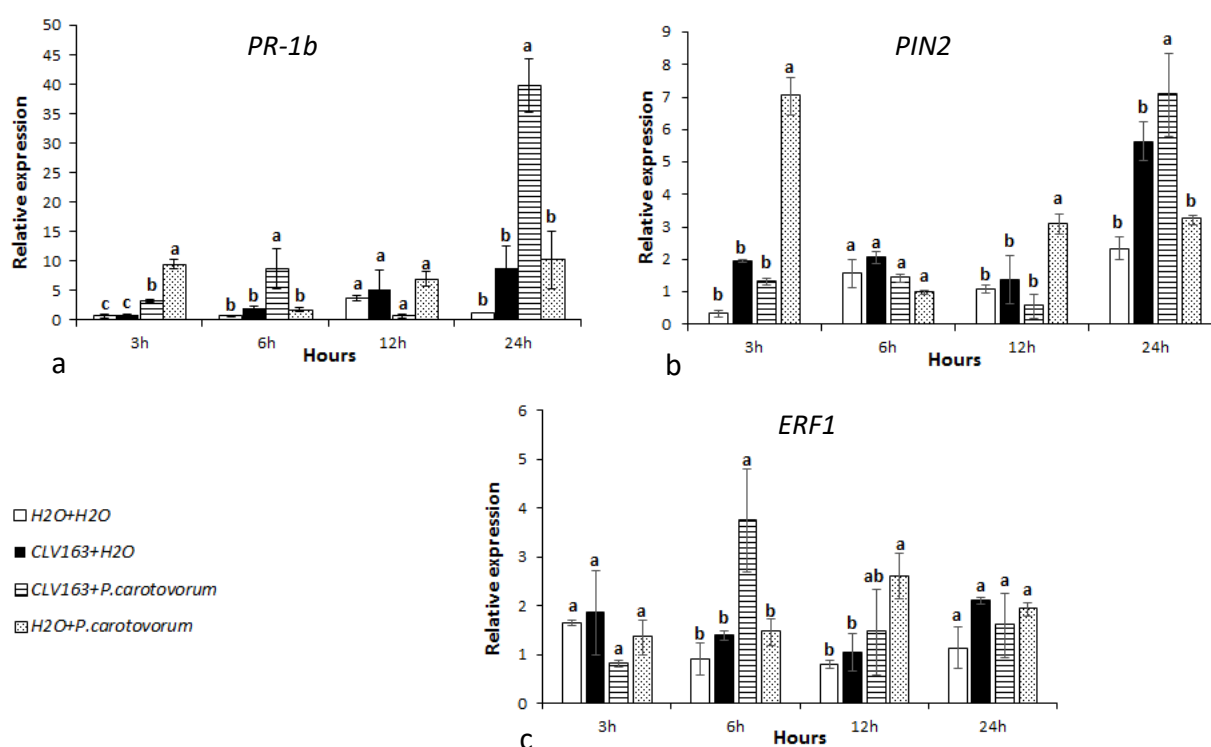 PR-1b
Relative expression
50
45
40
35
30
25
20
15
10
5
0
c c b a
b b a b
a a a a
b b a b
3h 6h 12h 24h
Hours
a
PIN2
Relative expression
9
8
7
6
5
4
3
2
1
0
b b b a
a a a a
b b b a
b b a b
3h 6h 12h 24h
Hours
b
ERF1
Relative expression
6
5
4
3
2
1
0
a a a a
b b a b
b b ab a
a a a a
3h 6h 12h 24h
Hours
c
H2O+H2O
CLV163+H2O
CLV163+P.carotovorum
H2O+P.carotovorum